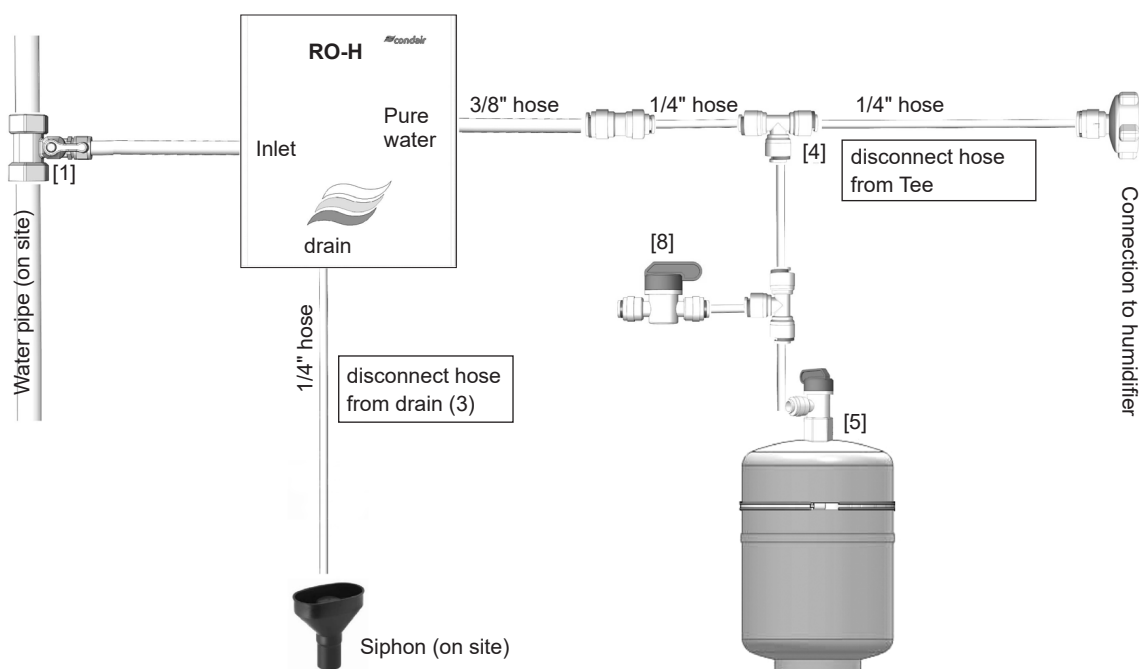 condair
RO-H
3/8" hose
1/4" hose
1/4" hose
Pure
water
Inlet
[1]
[4]
disconnect hose
from Tee
drain
[8]
Water pipe (on site)
1/4" hose
disconnect hose
from drain (3)
[5]
Connection to humidifier
Siphon (on site)